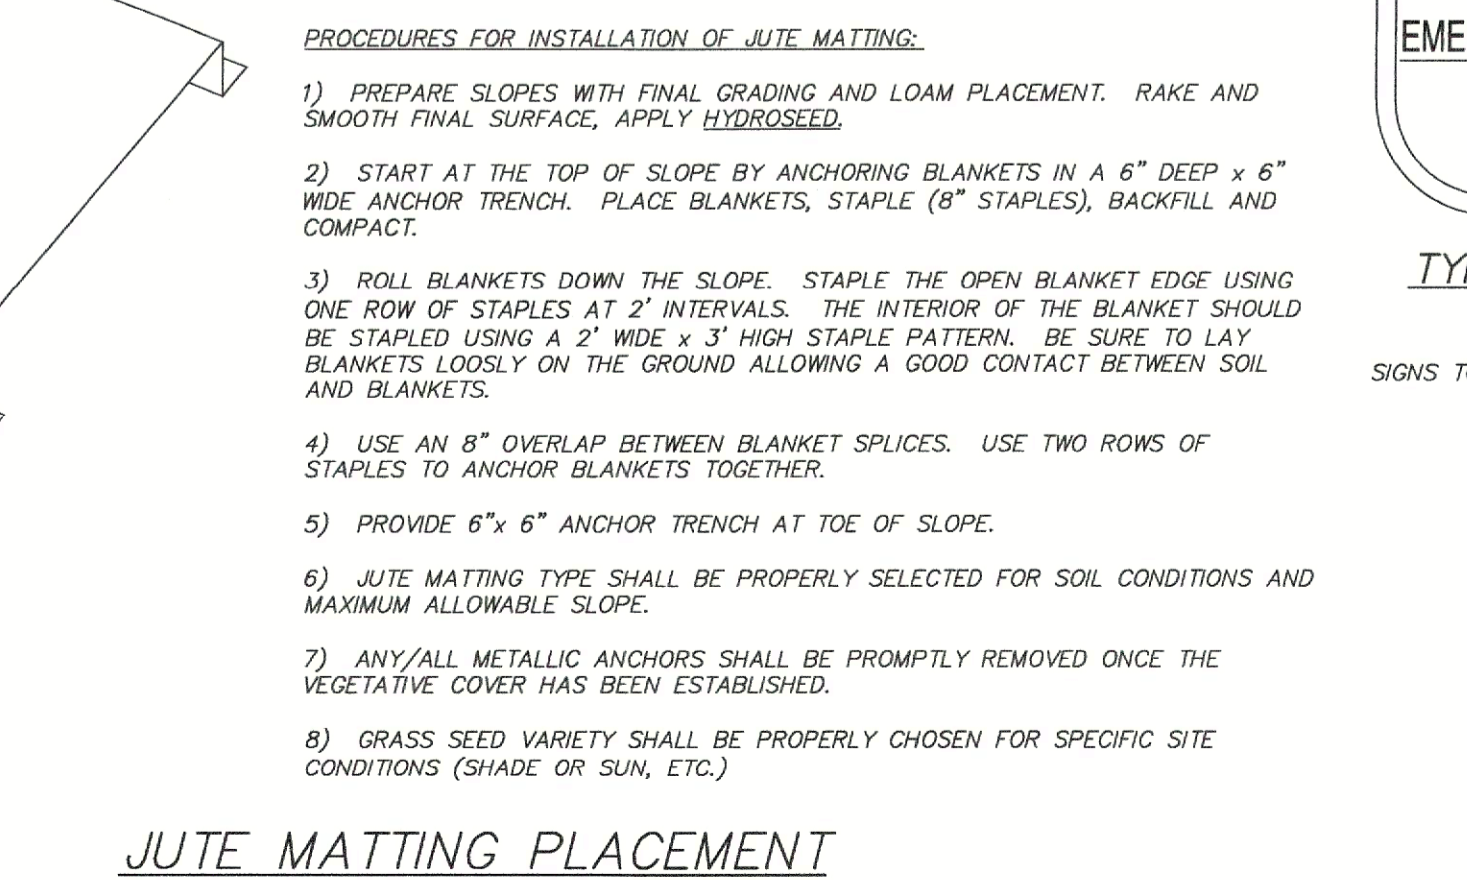 PROCEDURES FOR INSTALLATION OF JUTE MATTING:
1) PREPARE SLOPES WITH FINAL GRADING AND LOAM PLACEMENT. RAKE AND
SMOOTH FINAL SURFACE, APPLY HYDROSEED.
2) START AT THE TOP OF SLOPE BY ANCHORING BLANKETS IN A 6" DEEP x 6"
WIDE ANCHOR TRENCH. PLACE BLANKETS, STAPLE (8" STAPLES), BACKFILL AND
COMPACT.
3) ROLL BLANKETS DOWN THE SLOPE. STAPLE THE OPEN BLANKET EDGE USING
ONE ROW OF STAPLES AT 2' INTERVALS. THE INTERIOR OF THE BLANKET SHOULD
BE STAPLED USING A 2' WIDE x 3' HIGH STAPLE PATTERN. BE SURE TO LAY
BLANKETS LOOSLY ON THE GROUND ALLOWING A GOOD CONTACT BETWEEN SOIL
AND BLANKETS.
4) USE AN 8" OVERLAP BETWEEN BLANKET SPLICES. USE TWO ROWS OF
STAPLES TO ANCHOR BLANKETS TOGETHER.
5) PROVIDE 6"x 6" ANCHOR TRENCH AT TOE OF SLOPE.
6) JUTE MATTING TYPE SHALL BE PROPERLY SELECTED FOR SOIL CONDITIONS AND
MAXIMUM ALLOWABLE SLOPE.
7) ANY/ALL METALLIC ANCHORS SHALL BE PROMPTLY REMOVED ONCE THE
VEGETATIVE COVER HAS BEEN ESTABLISHED.
8) GRASS SEED VARIETY SHALL BE PROPERLY CHOSEN FOR SPECIFIC SITE
CONDITIONS (SHADE OR SUN, ETC.)
JUTE MATTING PLACEMENT
EME
SIGNS